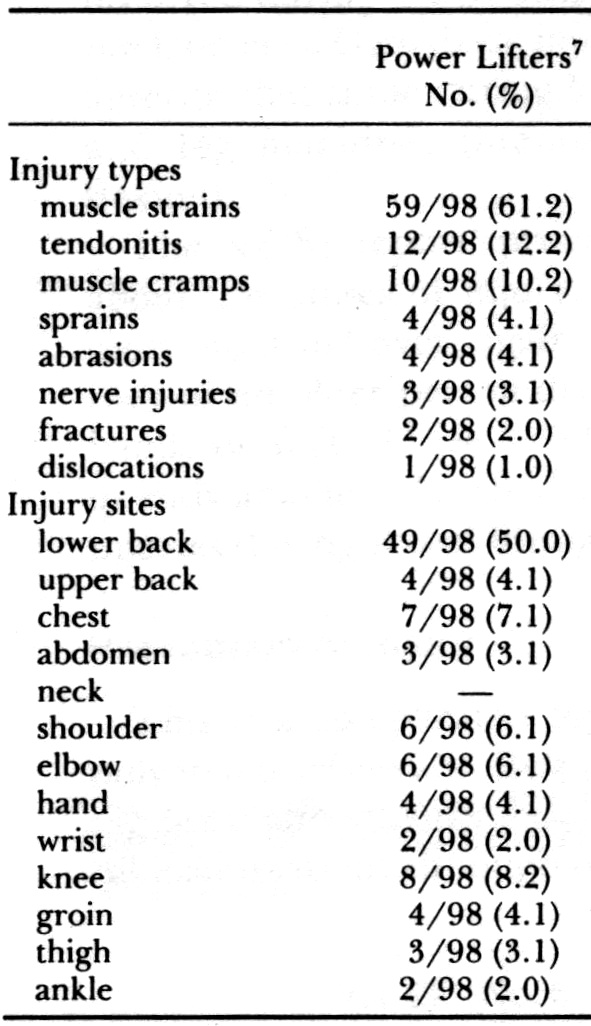 Power Lifters⁷
No. (%)
Injury types
muscle strains 59/98 (61.2)
tendonitis 12/98 (12.2)
muscle cramps 10/98 (10.2)
sprains 4/98 (4.1)
abrasions 4/98 (4.1)
nerve injuries 3/98 (3.1)
fractures 2/98 (2.0)
dislocations 1/98 (1.0)
Injury sites
lower back 49/98 (50.0)
upper back 4/98 (4.1)
chest 7/98 (7.1)
abdomen 3/98 (3.1)
neck —
shoulder 6/98 (6.1)
elbow 6/98 (6.1)
hand 4/98 (4.1)
wrist 2/98 (2.0)
knee 8/98 (8.2)
groin 4/98 (4.1)
thigh 3/98 (3.1)
ankle 2/98 (2.0)